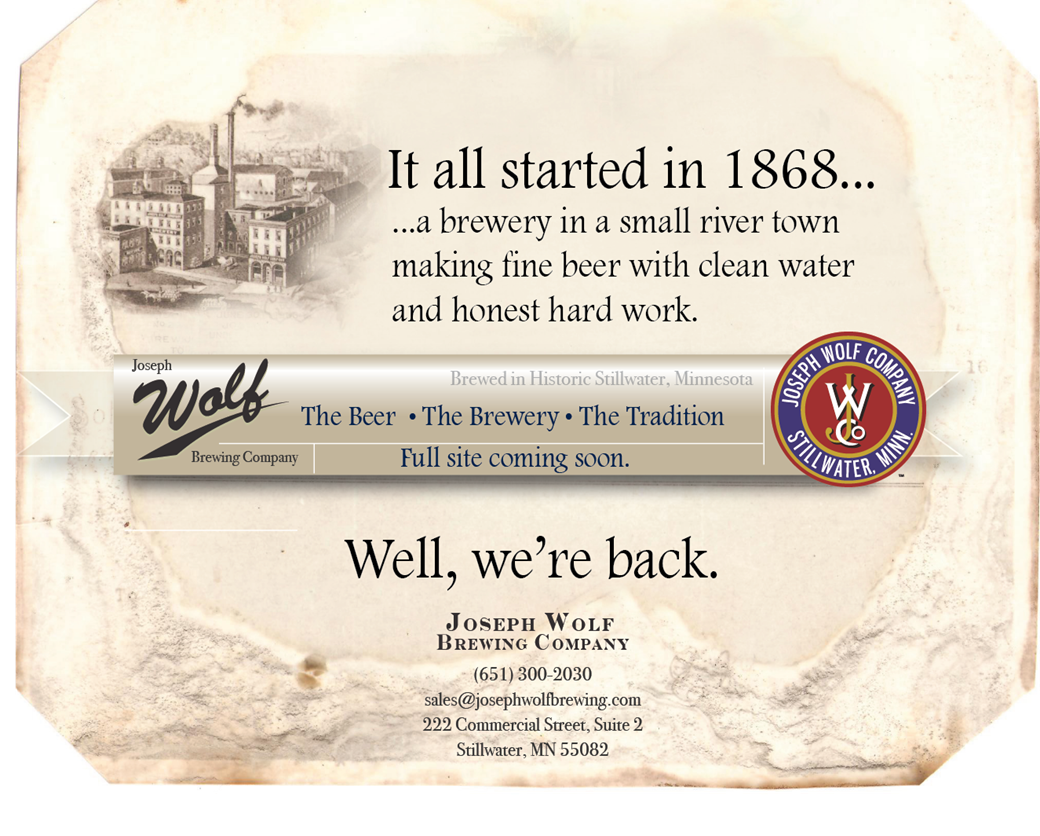 It all started in 1868...
...a brewery in a small river town
making fine beer with clean water
and honest hard work.
Joseph
Wolf
Brewing Company
Brewed in Historic Stillwater, Minnesota
The Beer • The Brewery • The Tradition
Full site coming soon.
JOSEPH WOLF COMPANY
JW Co
STILLWATER, MINN.
Well, we're back.
JOSEPH WOLF
BREWING COMPANY
(651) 300-2030
sales@josephwolfbrewing.com
222 Commercial Street, Suite 2
Stillwater, MN 55082